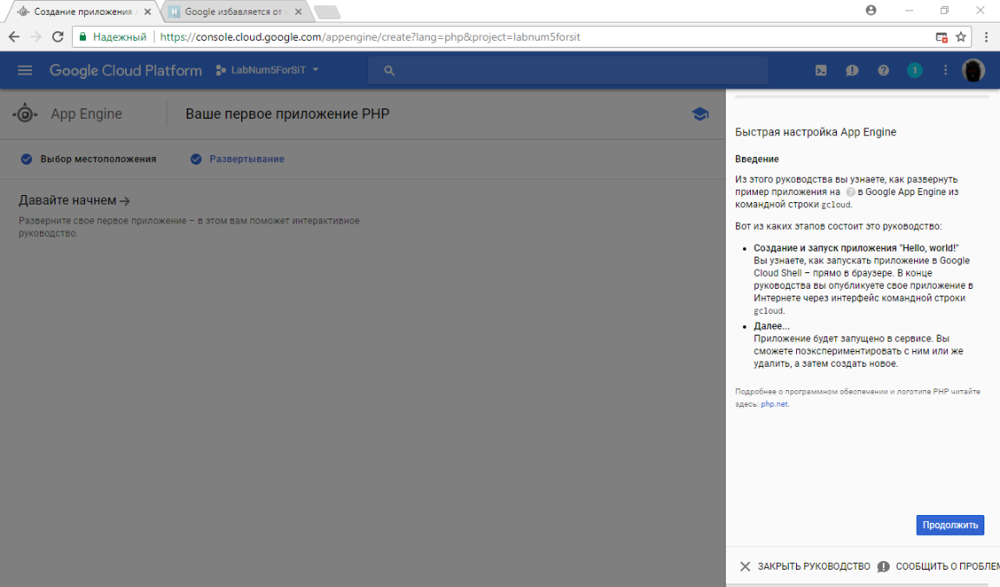 Создание приложения
Google избавляется от
Надежный
https://console.cloud.google.com/appengine/create?lang=php&project=labnum5forsit
Google Cloud Platform
LabNum5ForSiT
1
App Engine
Ваше первое приложение PHP
Выбор местоположения
Развертывание
Давайте начнем
Разверните свое первое приложение – в этом вам поможет интерактивное
руководство.
Быстрая настройка App Engine
Введение
Из этого руководства вы узнаете, как развернуть
пример приложения на ? в Google App Engine из
командной строки gcloud.
Вот из каких этапов состоит это руководство:
• Создание и запуск приложения "Hello, world!"
Вы узнаете, как запускать приложение в Google
Cloud Shell – прямо в браузере. В конце
руководства вы опубликуете свое приложение в
Интернете через интерфейс командной строки
gcloud.
• Далее...
Приложение будет запущено в сервисе. Вы
сможете поэкспериментировать с ним или же
удалить, а затем создать новое.
Подробнее о программном обеспечении и логотипе PHP читайте
здесь: php.net.
Продолжить
ЗАКРЫТЬ РУКОВОДСТВО
СООБЩИТЬ О ПРОБЛЕМ